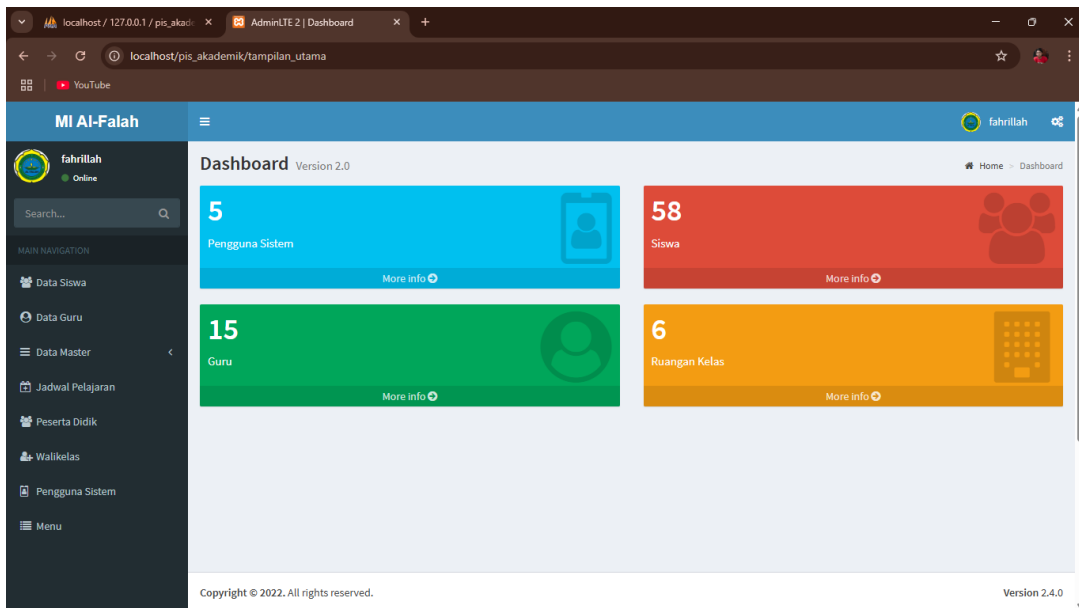 localhost / 127.0.0.1 / pis_akade
AdminLTE 2 | Dashboard
localhost/pis_akademik/tampilan_utama
YouTube
MI Al-Falah
fahrillah
fahrillah
Online
Dashboard Version 2.0
Home > Dashboard
Search...
MAIN NAVIGATION
Data Siswa
Data Guru
Data Master
Jadwal Pelajaran
Peserta Didik
Walikelas
Pengguna Sistem
Menu
5
Pengguna Sistem
More info
58
Siswa
More info
15
Guru
More info
6
Ruangan Kelas
More info
Copyright © 2022. All rights reserved.
Version 2.4.0